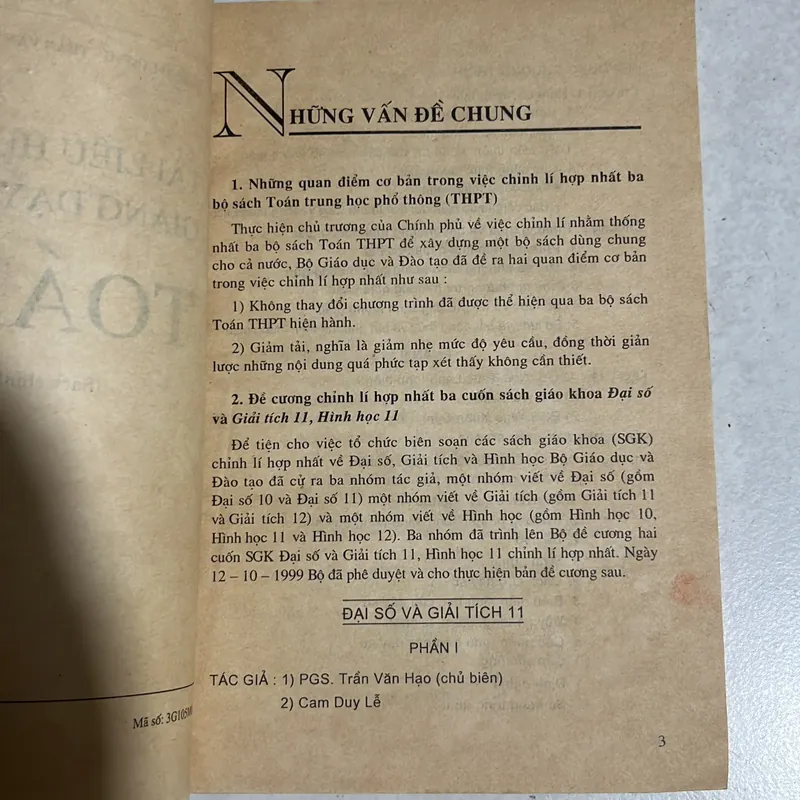 NHỮNG VẤN ĐỀ CHUNG
1. Những quan điểm cơ bản trong việc chỉnh lí hợp nhất ba
bộ sách Toán trung học phổ thông (THPT)
Thực hiện chủ trương của Chính phủ về việc chỉnh lí nhằm thống
nhất ba bộ sách Toán THPT để xây dựng một bộ sách dùng chung
cho cả nước, Bộ Giáo dục và Đào tạo đã đề ra hai quan điểm cơ bản
trong việc chỉnh lí hợp nhất như sau :
1) Không thay đổi chương trình đã được thể hiện qua ba bộ sách
Toán THPT hiện hành.
2) Giảm tải, nghĩa là giảm nhẹ mức độ yêu cầu, đồng thời giản
lược những nội dung quá phức tạp xét thấy không cần thiết.
2. Đề cương chỉnh lí hợp nhất ba cuốn sách giáo khoa Đại số
và Giải tích 11, Hình học 11
Để tiện cho việc tổ chức biên soạn các sách giáo khoa (SGK)
chỉnh lí hợp nhất về Đại số, Giải tích và Hình học Bộ Giáo dục và
Đào tạo đã cử ra ba nhóm tác giả, một nhóm viết về Đại số (gồm
Đại số 10 và Đại số 11) một nhóm viết về Giải tích (gồm Giải tích 11
và Giải tích 12) và một nhóm viết về Hình học (gồm Hình học 10,
Hình học 11 và Hình học 12). Ba nhóm đã trình lên Bộ đề cương hai
cuốn SGK Đại số và Giải tích 11, Hình học 11 chỉnh lí hợp nhất. Ngày
12 – 10 – 1999 Bộ đã phê duyệt và cho thực hiện bản đề cương sau.
ĐẠI SỐ VÀ GIẢI TÍCH 11
PHẦN I
TÁC GIẢ : 1) PGS. Trần Văn Hạo (chủ biên)
2) Cam Duy Lễ
Mã số:
3